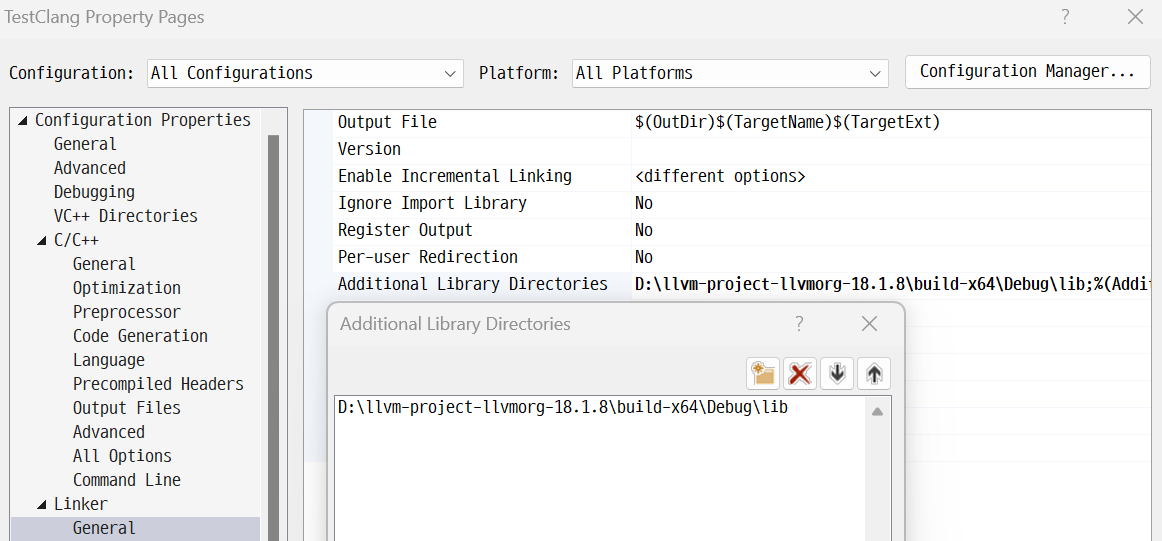 TestClang Property Pages
Configuration: All Configurations Platform: All Platforms Configuration Manager...
Configuration Properties
General
Advanced
Debugging
VC++ Directories
C/C++
General
Optimization
Preprocessor
Code Generation
Language
Precompiled Headers
Output Files
Advanced
All Options
Command Line
Linker
General
Output File $(OutDir)$(TargetName)$(TargetExt)
Version
Enable Incremental Linking <different options>
Ignore Import Library No
Register Output No
Per-user Redirection No
Additional Library Directories D:\llvm-project-llvmorg-18.1.8\build-x64\Debug\lib;%(Addit
Additional Library Directories
D:\llvm-project-llvmorg-18.1.8\build-x64\Debug\lib